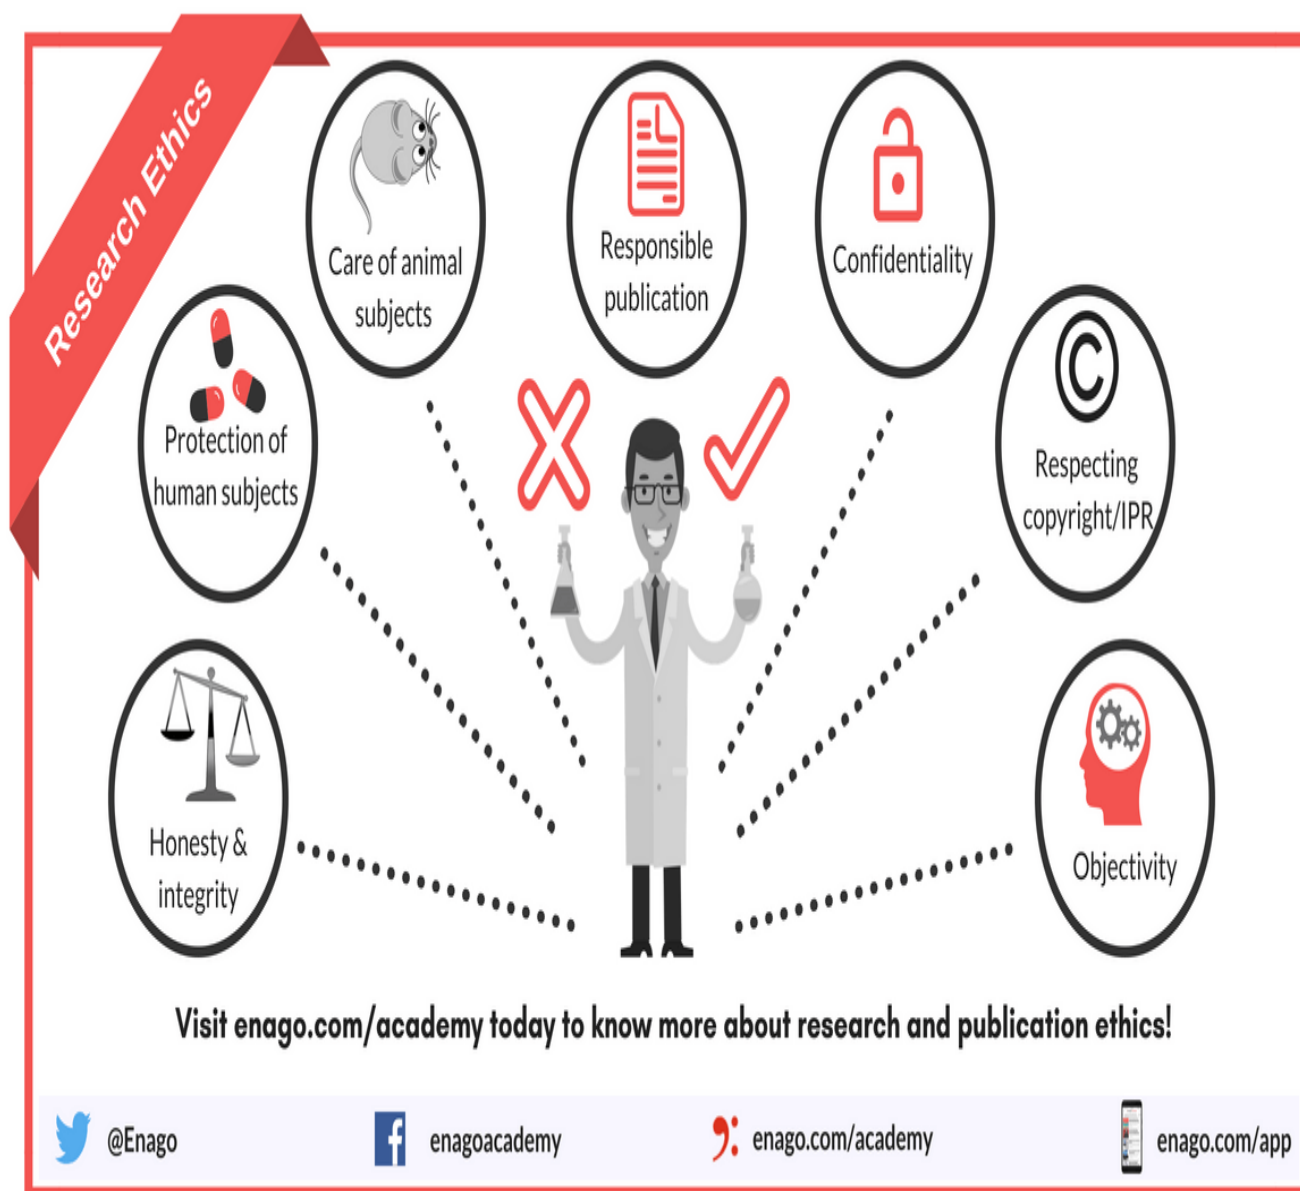 Research Ethics
Care of animal
subjects
Responsible
publication
Confidentiality
Protection of
human subjects
Respecting
copyright/IPR
Honesty &
integrity
Objectivity
Visit enago.com/academy today to know more about research and publication ethics!
@Enago
enagoacademy
enago.com/academy
enago.com/app